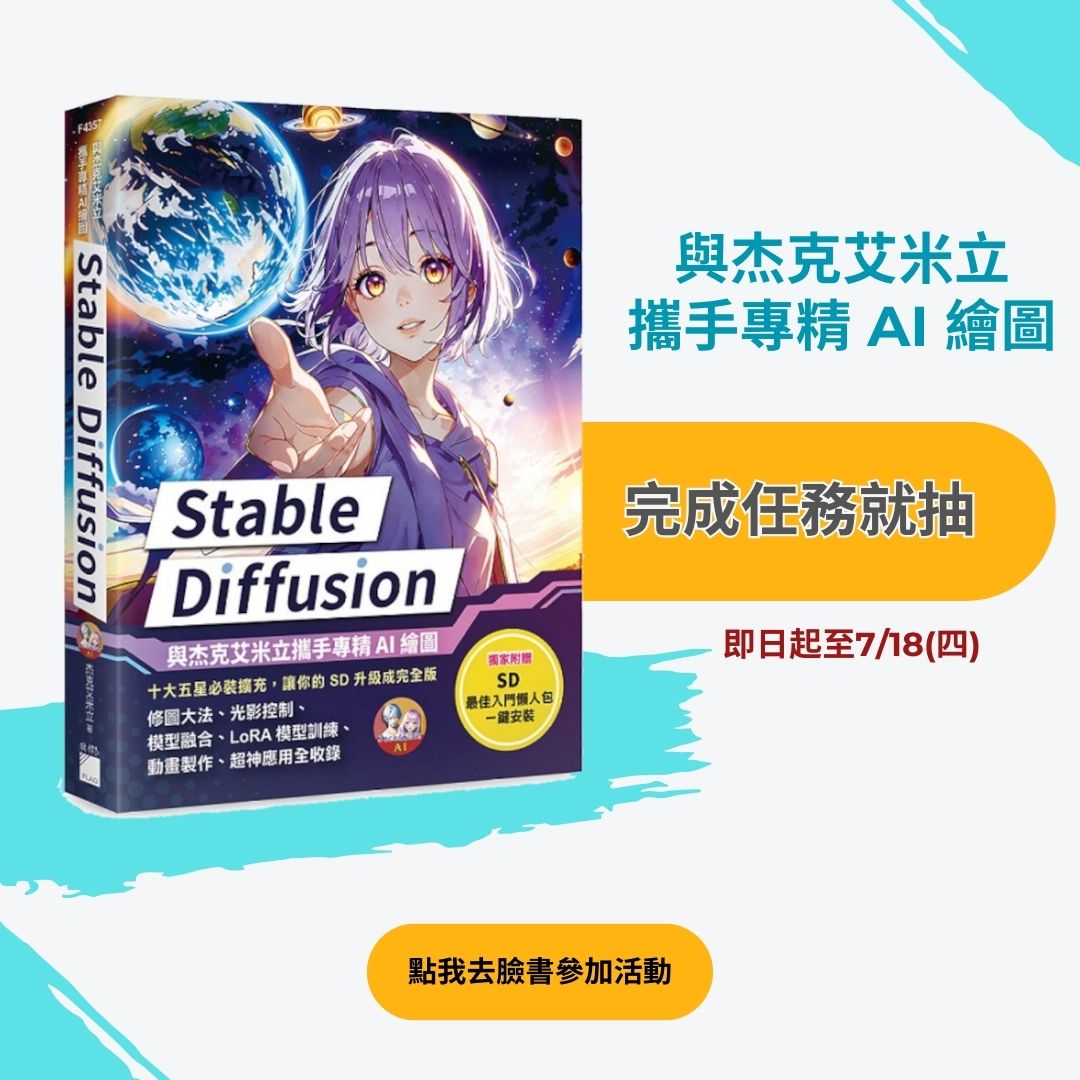 F4357
與杰克艾米立
攜手專精 AI 繪圖
Stable Diffusion
杰克艾米立 著
FLAG
Stable
Diffusion
與杰克艾米立攜手專精 AI 繪圖
十大五星必裝擴充，讓你的 SD 升級成完全版
修圖大法、光影控制、
模型融合、LoRA 模型訓練、
動畫製作、超神應用全收錄
AI
獨家附贈
SD
最佳入門懶人包
一鍵安裝
與杰克艾米立
攜手專精 AI 繪圖
完成任務就抽
即日起至7/18(四)
點我去臉書參加活動